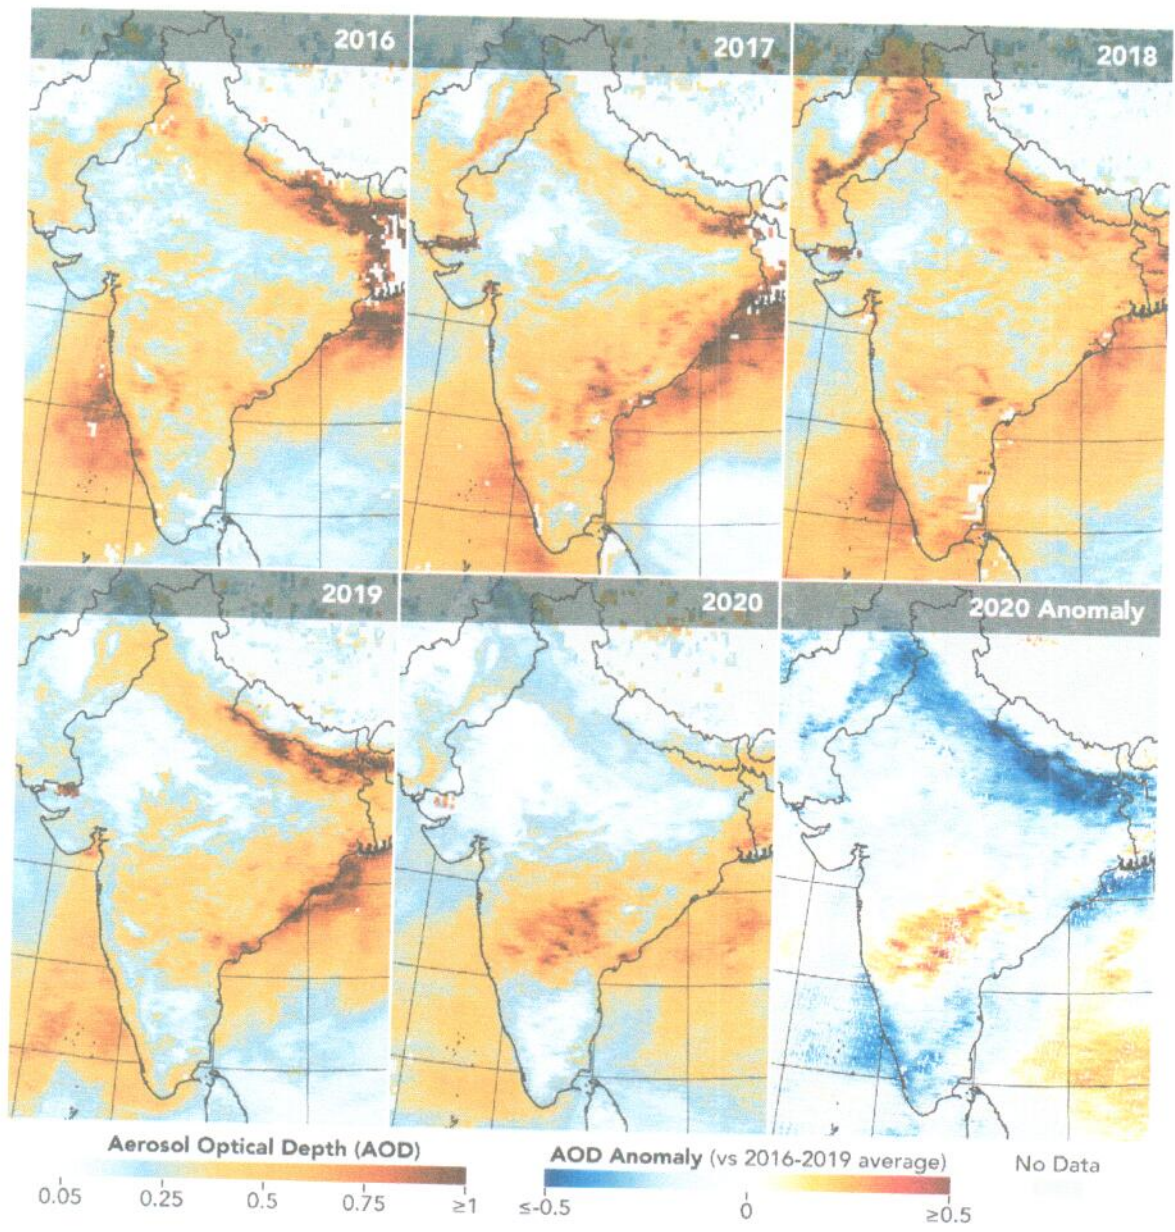 2016
2017
2018
2019
2020
2020 Anomaly
Aerosol Optical Depth (AOD)
0.05 0.25 0.5 0.75 ≥1
AOD Anomaly (vs 2016-2019 average)
≤-0.5 0 ≥0.5
No Data